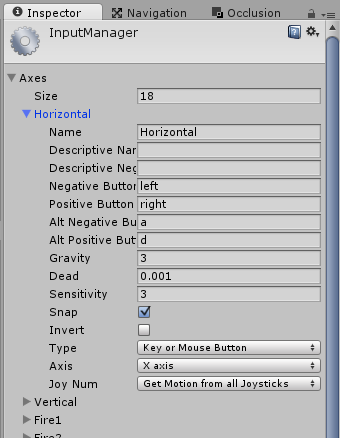 Inspector Navigation Occlusion
InputManager
Axes
Size 18
Horizontal
Name Horizontal
Descriptive Nar
Descriptive Neg
Negative Button left
Positive Button right
Alt Negative Bu a
Alt Positive But d
Gravity 3
Dead 0.001
Sensitivity 3
Snap
Invert
Type Key or Mouse Button
Axis X axis
Joy Num Get Motion from all Joysticks
Vertical
Fire1
Fire2